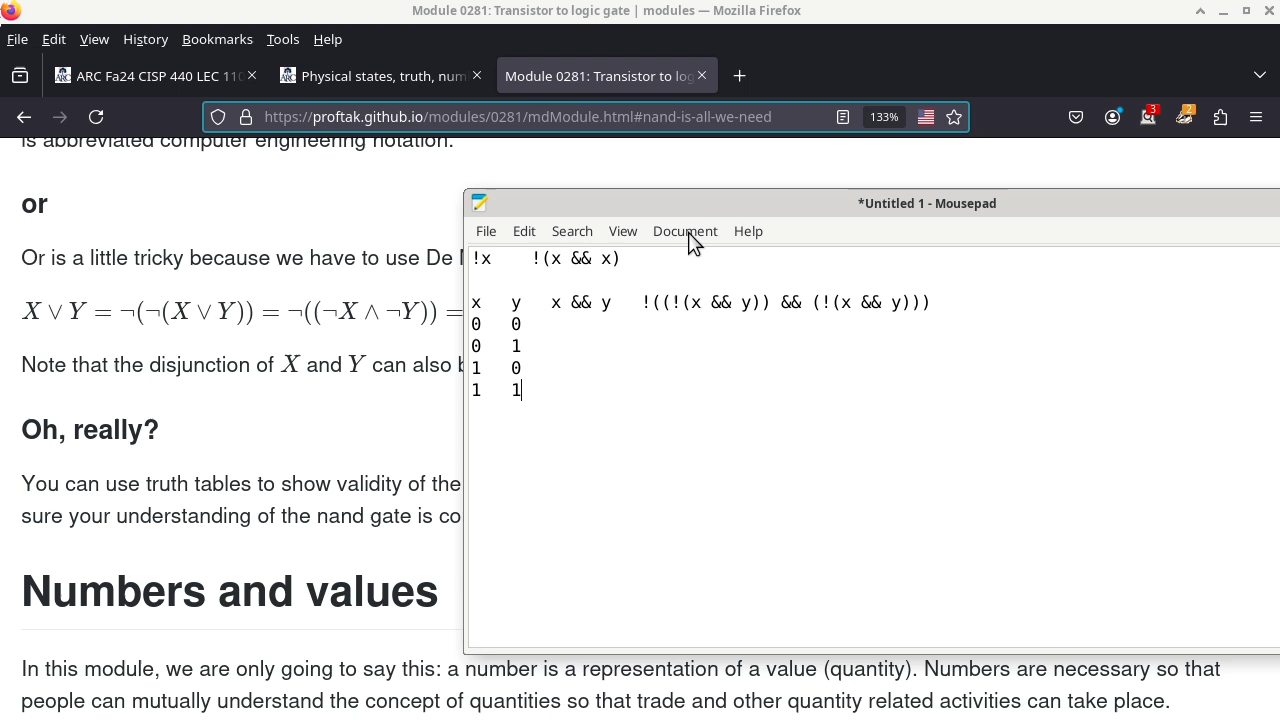 Module 0281: Transistor to logic gate | modules — Mozilla Firefox
File Edit View History Bookmarks Tools Help
ARC Fa24 CISP 440 LEC 110
Physical states, truth, num
Module 0281: Transistor to log
https://proftak.github.io/modules/0281/mdModule.html#nand-is-all-we-need 133% 3 2
is abbreviated computer engineering notation.
or
Or is a little tricky because we have to use De
X ∨ Y = ¬(¬(X ∨ Y)) = ¬((¬X ∧ ¬Y)) =
Note that the disjunction of X and Y can also
Oh, really?
You can use truth tables to show validity of the
sure your understanding of the nand gate is
Numbers and values
In this module, we are only going to say this: a number is a representation of a value (quantity). Numbers are necessary so that
people can mutually understand the concept of quantities so that trade and other quantity related activities can take place.
*Untitled 1 - Mousepad
File Edit Search View Document Help
!x    !(x && x)
x   y   x && y   !((!(x && y)) && (!(x && y)))
0   0
0   1
1   0
1   1